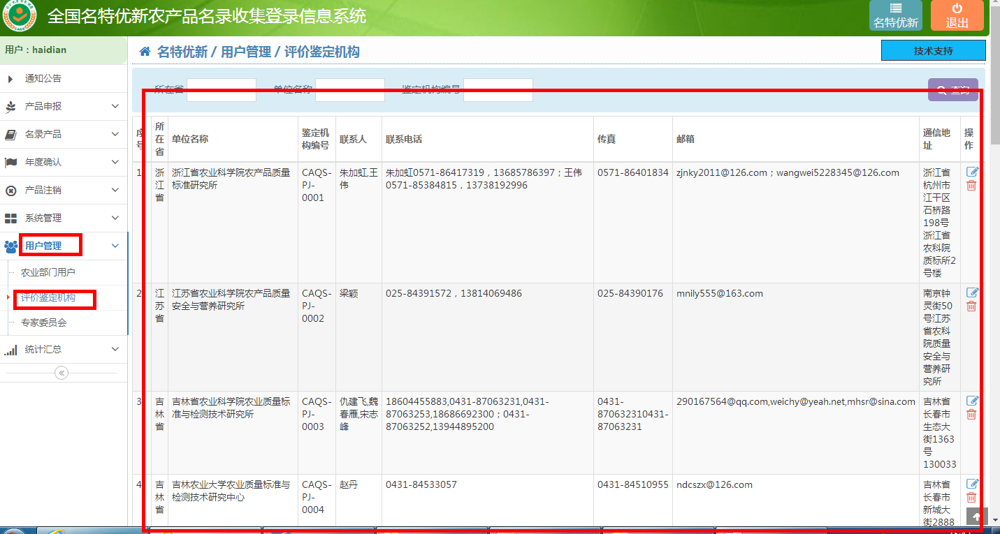 全国名特优新农产品名录收集登录信息系统
名特优新
退出
用户：haidian
名特优新 / 用户管理 / 评价鉴定机构
技术支持
通知公告
产品申报
名录产品
年度确认
产品注销
系统管理
用户管理
农业部门用户
评价鉴定机构
专家委员会
统计汇总
所在省
单位名称
鉴定机构编号
查询
序
号
所
在
省
单位名称
鉴定机
构编号
联系人
联系电话
传真
邮箱
通信地
址
操
作
1
浙
江
省
浙江省农业科学院农产品质量
标准研究所
CAQS-
PJ-
0001
朱加虹,王
伟
朱加虹0571-86417319，13685786397；王伟
0571-85384815，13738192996
0571-86401834
zjnky2011@126.com；wangwei5228345@126.com
浙江省
杭州市
江干区
石桥路
198号
浙江省
农科院
质标所2
号楼
2
江
苏
省
江苏省农业科学院农产品质量
安全与营养研究所
CAQS-
PJ-
0002
梁颖
025-84391572，13814069486
025-84390176
mnily555@163.com
南京钟
灵街50
号江苏
省农科
院质量
安全与
营养研
究所
3
吉
林
省
吉林省农业科学院农业质量标
准与检测技术研究所
CAQS-
PJ-
0003
仇建飞,魏
春雁,宋志
峰
18604455883,0431-87063231,0431-
87063253,18686692300；0431-
87063252,13944895200
0431-
870632310431-
87063231
290167564@qq.com,weichy@yeah.net,mhsr@sina.com
吉林省
长春市
生态大
街1363
号
130033
4
吉
林
省
吉林农业大学农业质量标准与
检测技术研究中心
CAQS-
PJ-
0004
赵丹
0431-84533057
0431-84510955
ndcszx@126.com
吉林省
长春市
新城大
街2888